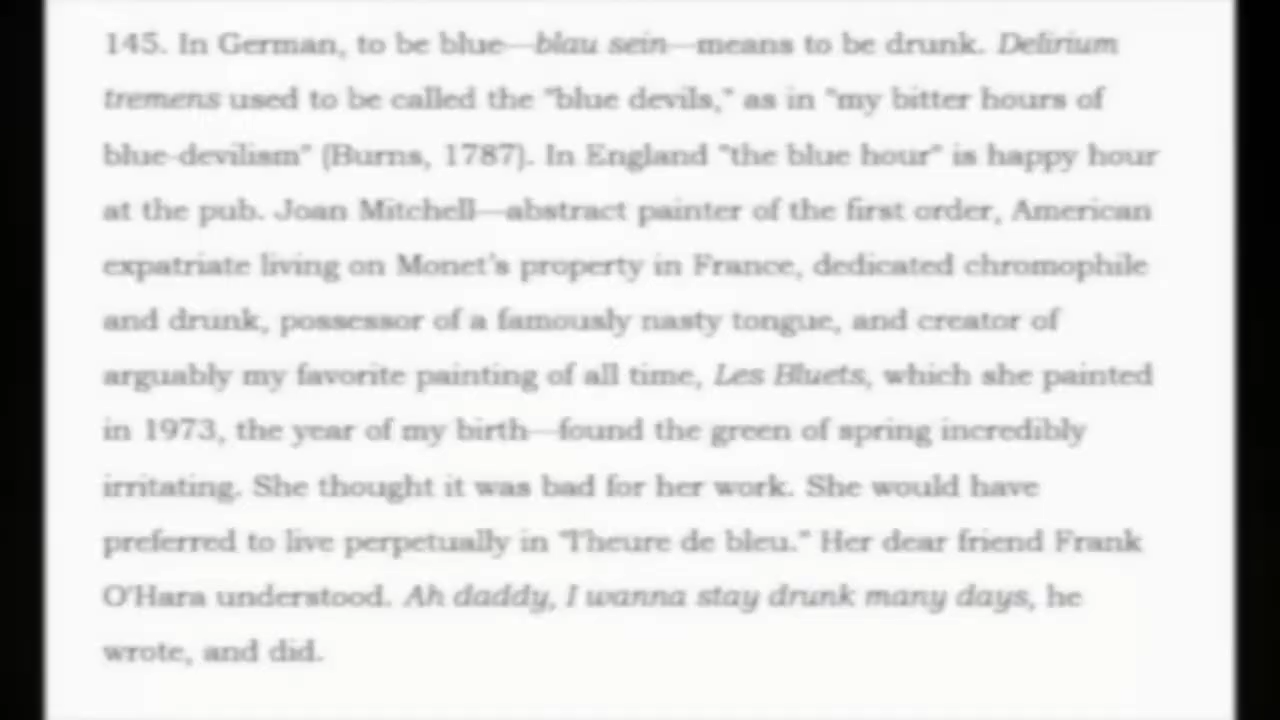 145. In German, to be blue—blau sein—means to be drunk. Delirium
tremens used to be called the "blue devils," as in "my bitter hours of
blue-devilism" (Burns, 1787). In England "the blue hour" is happy hour
at the pub. Joan Mitchell—abstract painter of the first order, American
expatriate living on Monet's property in France, dedicated chromophile
and drunk, possessor of a famously nasty tongue, and creator of
arguably my favorite painting of all time, Les Bluets, which she painted
in 1973, the year of my birth—found the green of spring incredibly
irritating. She thought it was bad for her work. She would have
preferred to live perpetually in "l'heure de bleu." Her dear friend Frank
O'Hara understood. Ah daddy, I wanna stay drunk many days, he
wrote, and did.